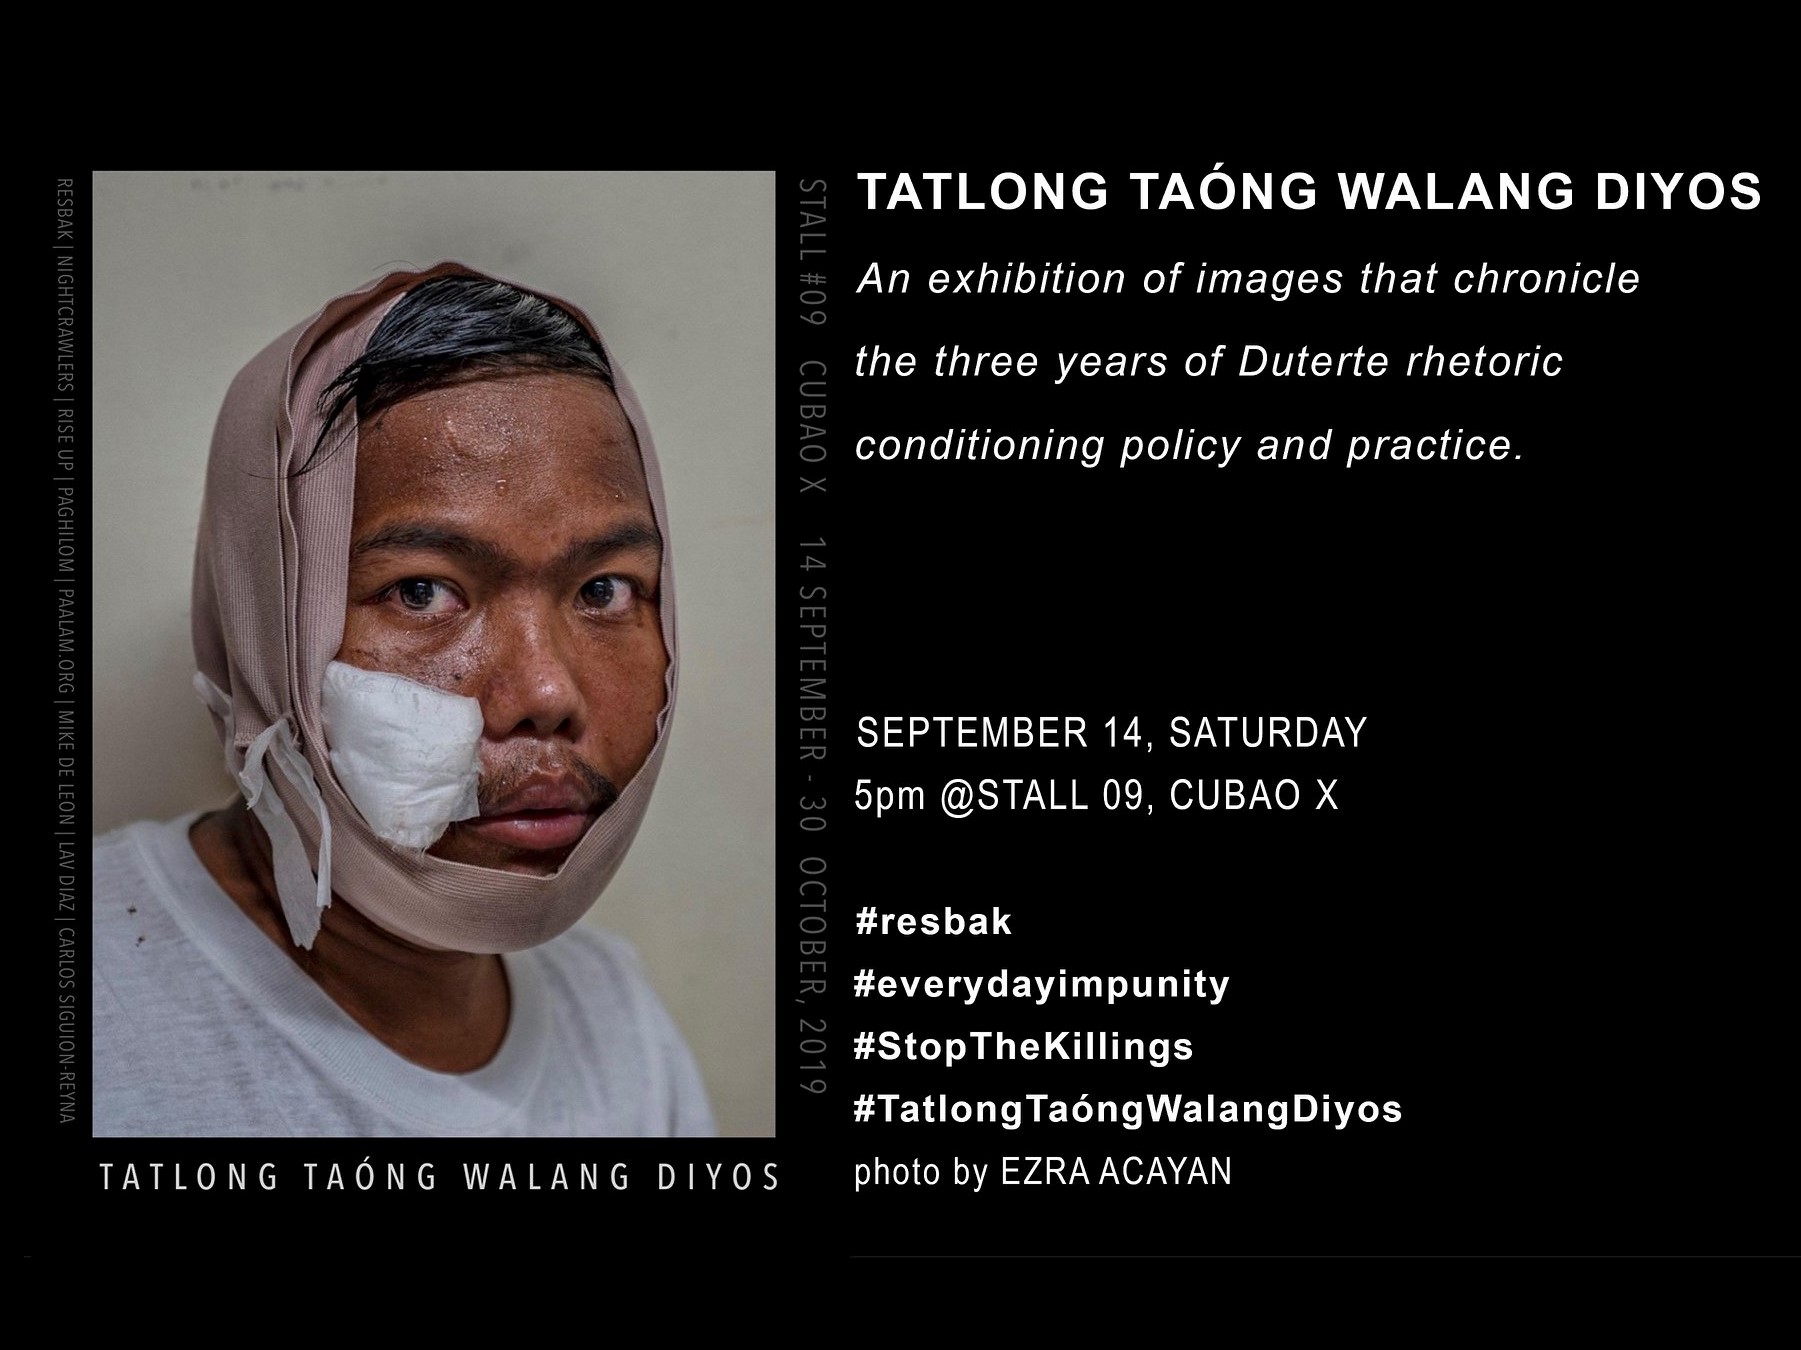 RESBAK | NIGHTCRAWLERS | RISE UP | PAGHILOM | PAALAM.ORG | MIKE DE LEON | LAV DIAZ | CARLOS SIGUION-REYNA
STALL #09 CUBAO X 14 SEPTEMBER - 30 OCTOBER, 2019
TATLONG TAÓNG WALANG DIYOS
TATLONG TAÓNG WALANG DIYOS
An exhibition of images that chronicle
the three years of Duterte rhetoric
conditioning policy and practice.
SEPTEMBER 14, SATURDAY
5pm @STALL 09, CUBAO X
#resbak
#everydayimpunity
#StopTheKillings
#TatlongTaóngWalangDiyos
photo by EZRA ACAYAN